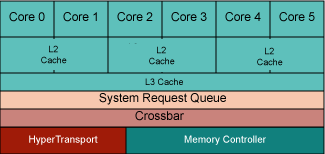 Core 0 Core 1 Core 2 Core 3 Core 4 Core 5
L2 L2 L2
Cache Cache Cache
L3 Cache
System Request Queue
Crossbar
HyperTransport Memory Controller